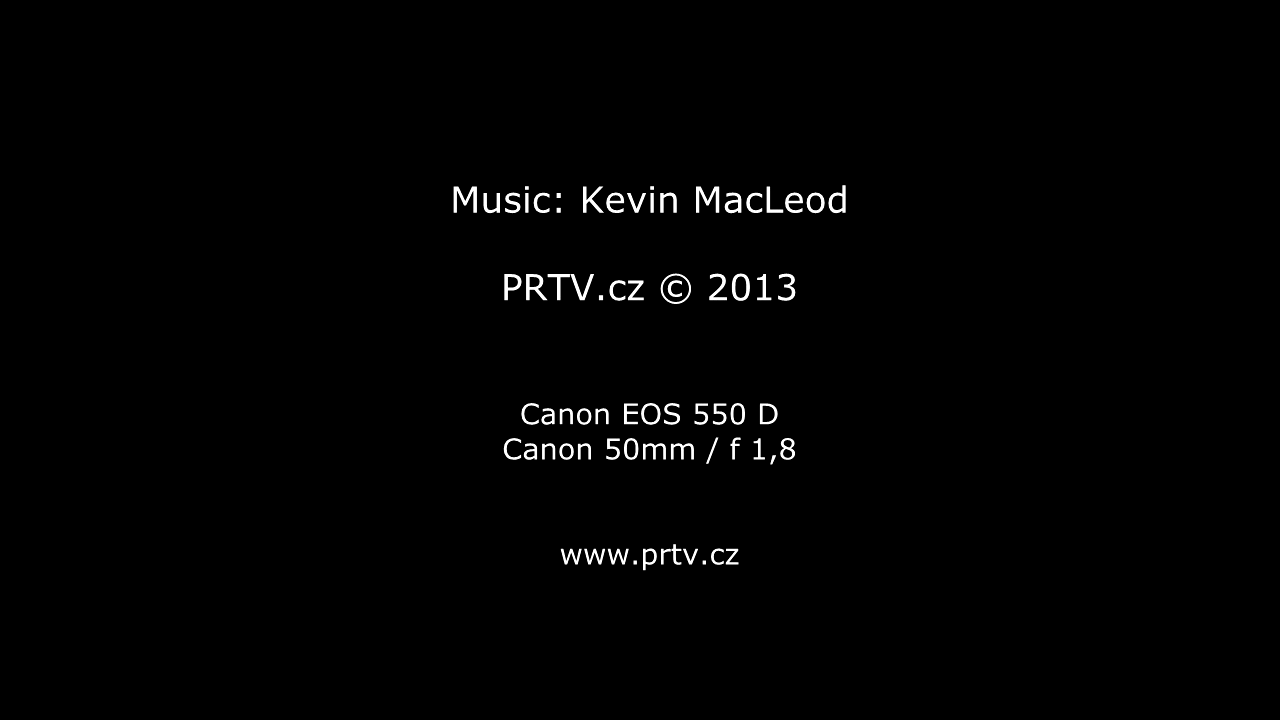 Music: Kevin MacLeod
PRTV.cz © 2013
Canon EOS 550 D
Canon 50mm / f 1,8
www.prtv.cz